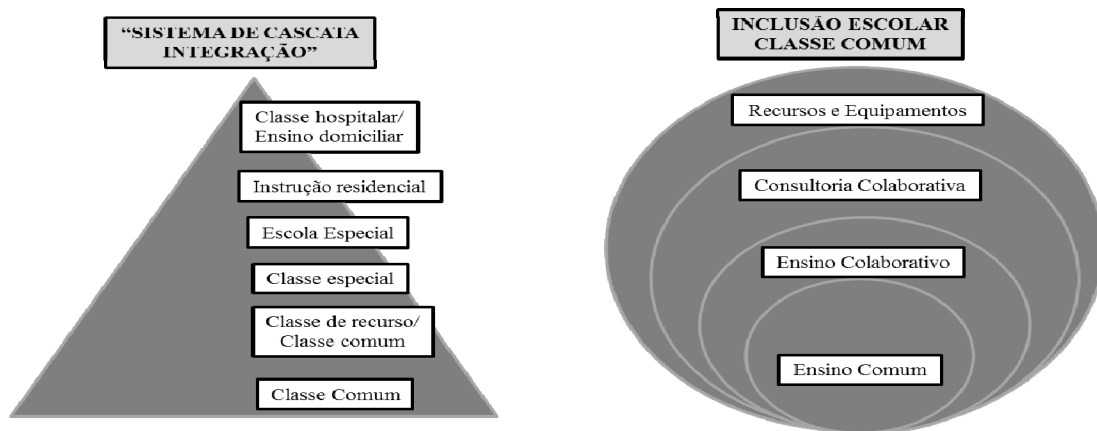 “SISTEMA DE CASCATA
INTEGRAÇÃO”
Classe hospitalar/
Ensino domiciliar
Instrução residencial
Escola Especial
Classe especial
Classe de recurso/
Classe comum
Classe Comum
INCLUSÃO ESCOLAR
CLASSE COMUM
Recursos e Equipamentos
Consultoria Colaborativa
Ensino Colaborativo
Ensino Comum